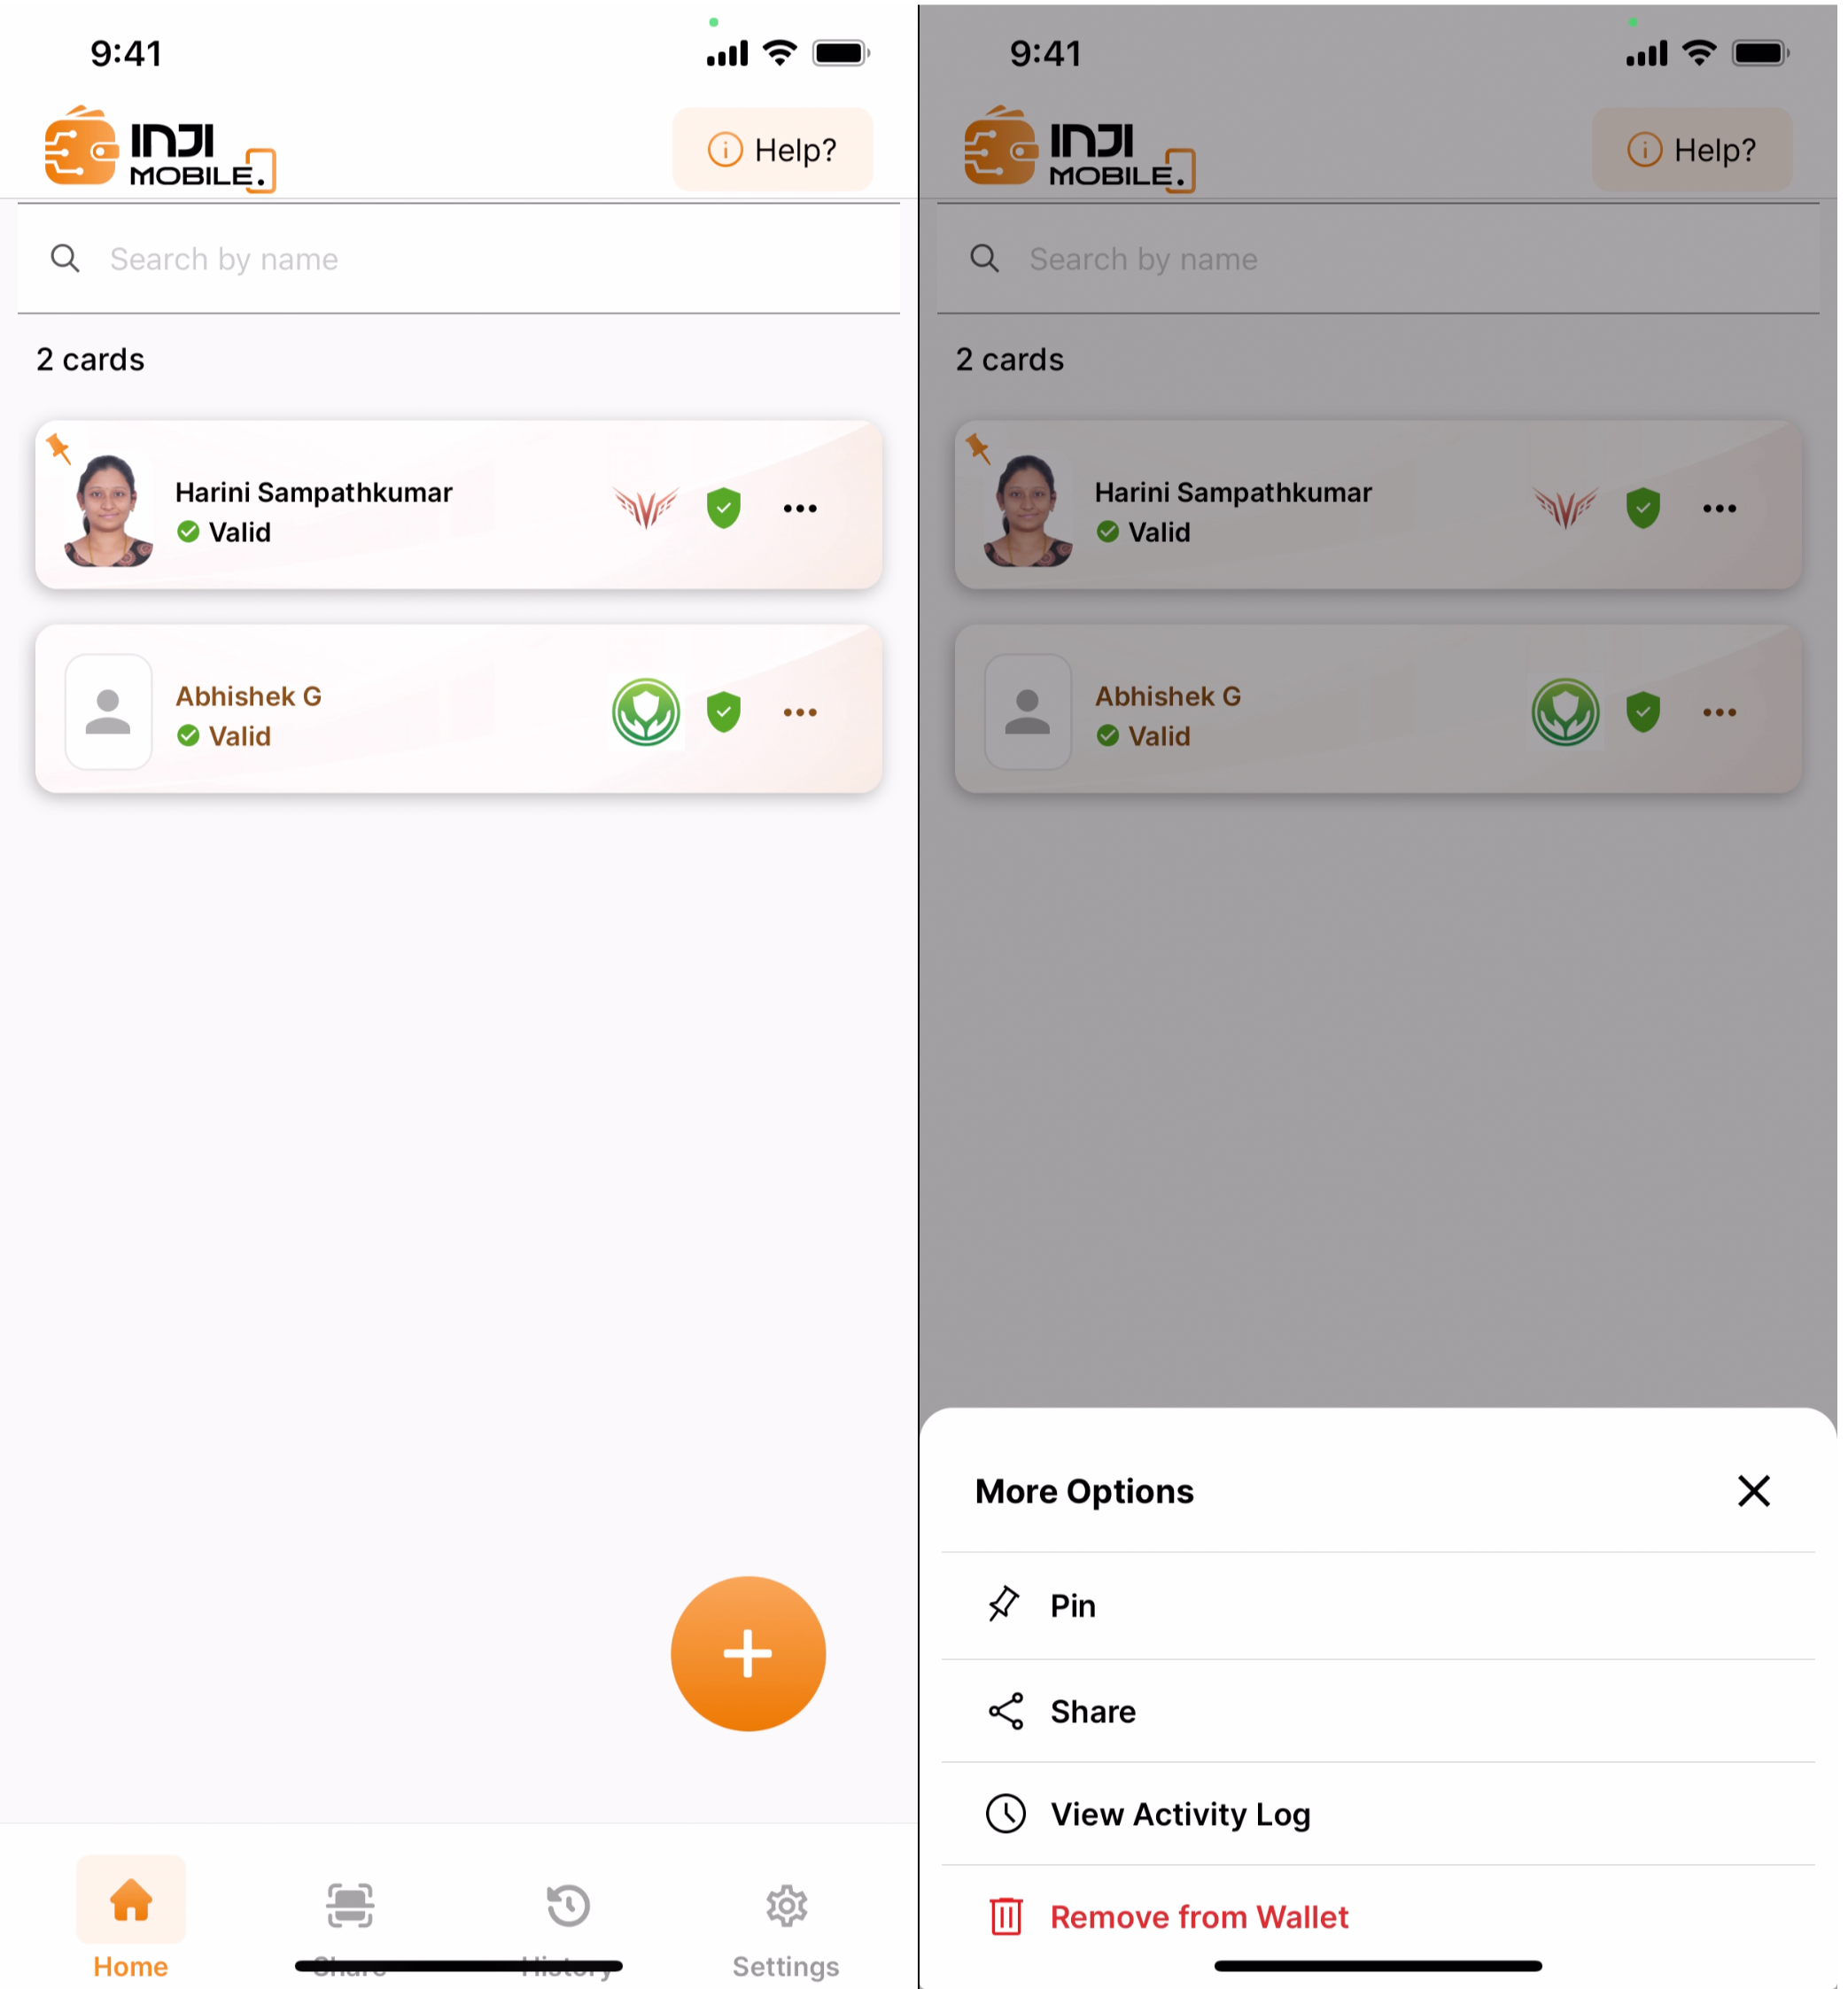 9:41
INJI
MOBILE.
Help?
Search by name
2 cards
Harini Sampathkumar
Valid
Abhishek G
Valid
Home
Share
History
Settings
9:41
INJI
MOBILE.
Help?
Search by name
2 cards
Harini Sampathkumar
Valid
Abhishek G
Valid
More Options
Pin
Share
View Activity Log
Remove from Wallet